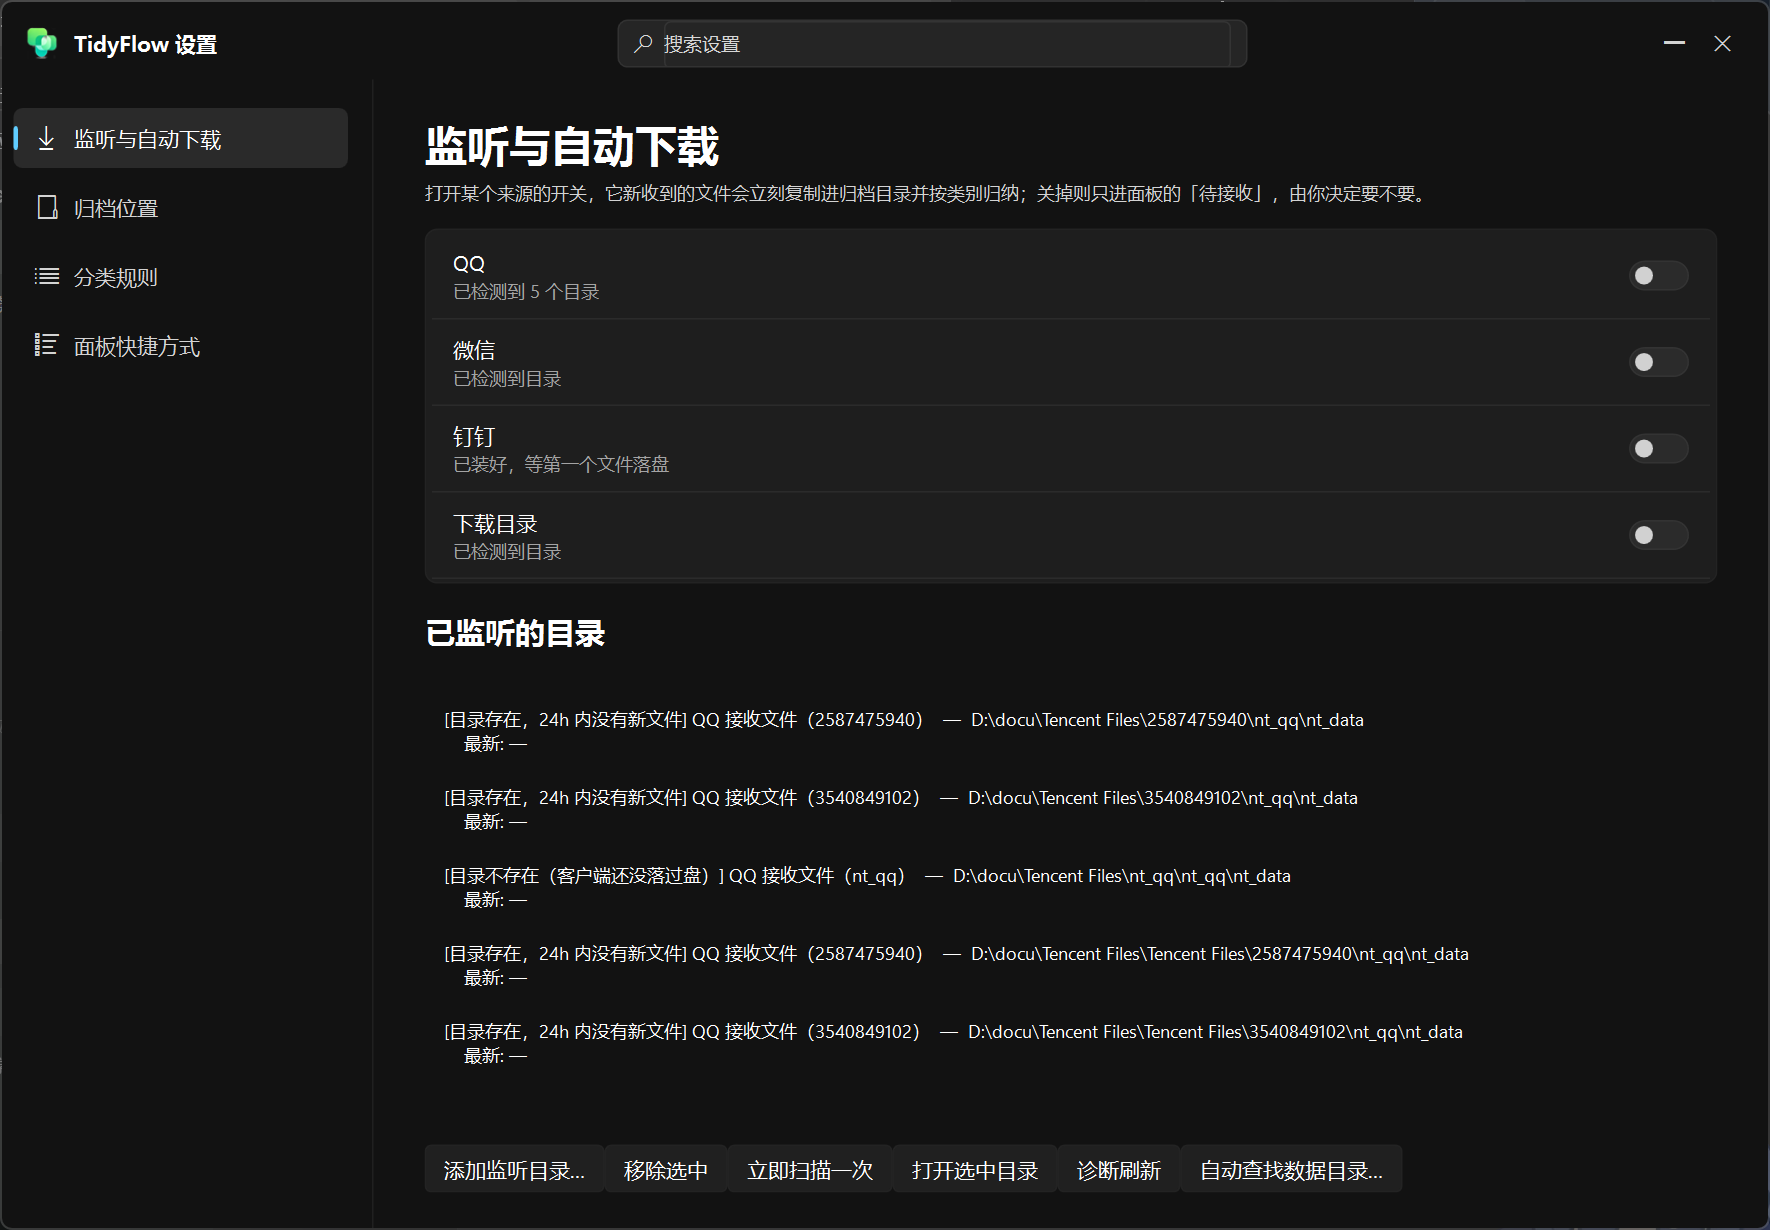 TidyFlow 设置
搜索设置
监听与自动下载
归档位置
分类规则
面板快捷方式
监听与自动下载
打开某个来源的开关，它新收到的文件会立刻复制进归档目录并按类别归纳；关掉则只进面板的「待接收」，由你决定要不要。
QQ
已检测到 5 个目录
微信
已检测到目录
钉钉
已装好，等第一个文件落盘
下载目录
已检测到目录
已监听的目录
[目录存在，24h 内没有新文件] QQ 接收文件（2587475940） — D:\docu\Tencent Files\2587475940\nt_qq\nt_data
最新: —
[目录存在，24h 内没有新文件] QQ 接收文件（3540849102） — D:\docu\Tencent Files\3540849102\nt_qq\nt_data
最新: —
[目录不存在（客户端还没落过盘）] QQ 接收文件（nt_qq） — D:\docu\Tencent Files\nt_qq\nt_qq\nt_data
最新: —
[目录存在，24h 内没有新文件] QQ 接收文件（2587475940） — D:\docu\Tencent Files\Tencent Files\2587475940\nt_qq\nt_data
最新: —
[目录存在，24h 内没有新文件] QQ 接收文件（3540849102） — D:\docu\Tencent Files\Tencent Files\3540849102\nt_qq\nt_data
最新: —
添加监听目录... 移除选中 立即扫描一次 打开选中目录 诊断刷新 自动查找数据目录...